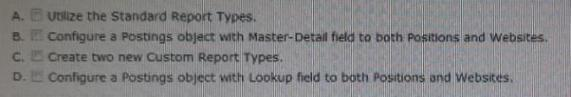 A. Utilize the Standard Report Types.
B. Configure a Postings object with Master-Detail field to both Positions and Websites.
C. Create two new Custom Report Types.
D. Configure a Postings object with Lookup field to both Positions and Websites.